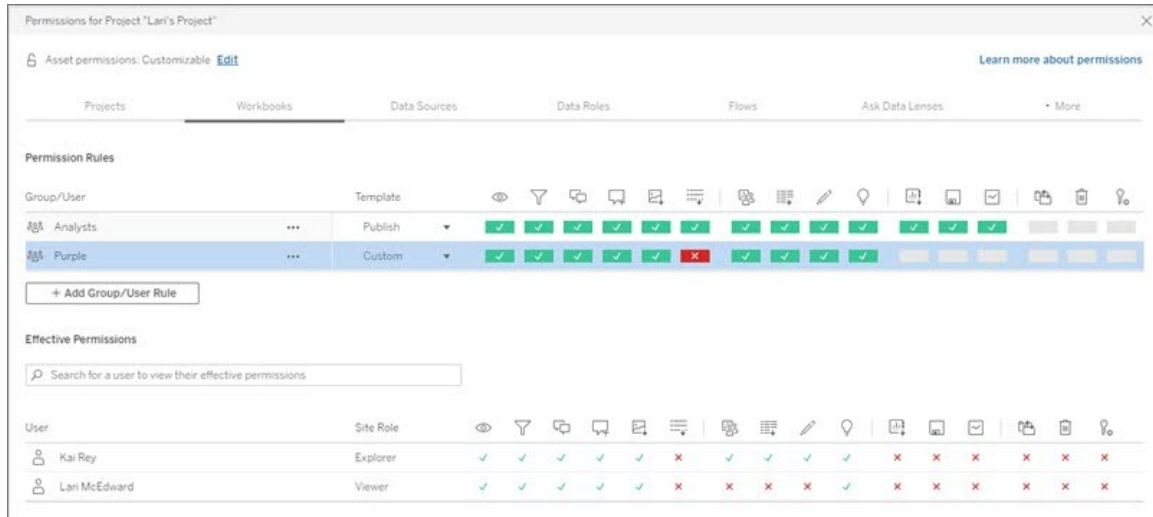 Permissions for Project "Lari's Project"
Asset permissions: Customizable Edit
Learn more about permissions
Projects Workbooks Data Sources Data Roles Flows Ask Data Lenses • More
Permission Rules
Group/User Template
Analysts ••• Publish
Purple ••• Custom
+ Add Group/User Rule
Effective Permissions
Search for a user to view their effective permissions
User Site Role
Kai Rey Explorer
Lari McEdward Viewer